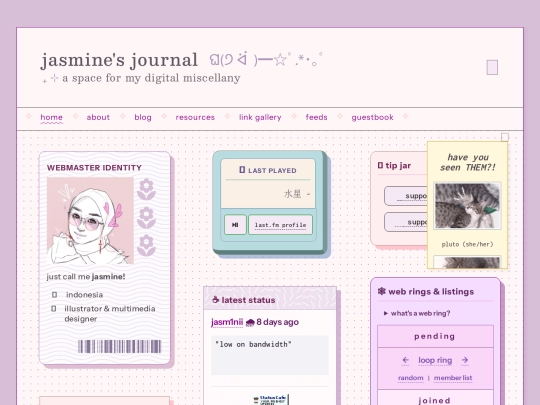 jasmine's journal ଘ(੭ ᐛ )━☆ﾟ.*･｡ﾟ
₊ ⊹ a space for my digital miscellany
home about blog resources link gallery feeds guestbook
WEBMASTER IDENTITY
just call me jasmine!
indonesia
illustrator & multimedia
designer
LAST PLAYED
水星 -
last.fm profile
latest status
jasm1nii 🌧 8 days ago
"low on bandwidth"
tip jar
suppo
suppo
have you
seen THEM?!
pluto (she/her)
🕸 web rings & listings
▶ what's a web ring?
pending
← loop ring →
random | member list
joined